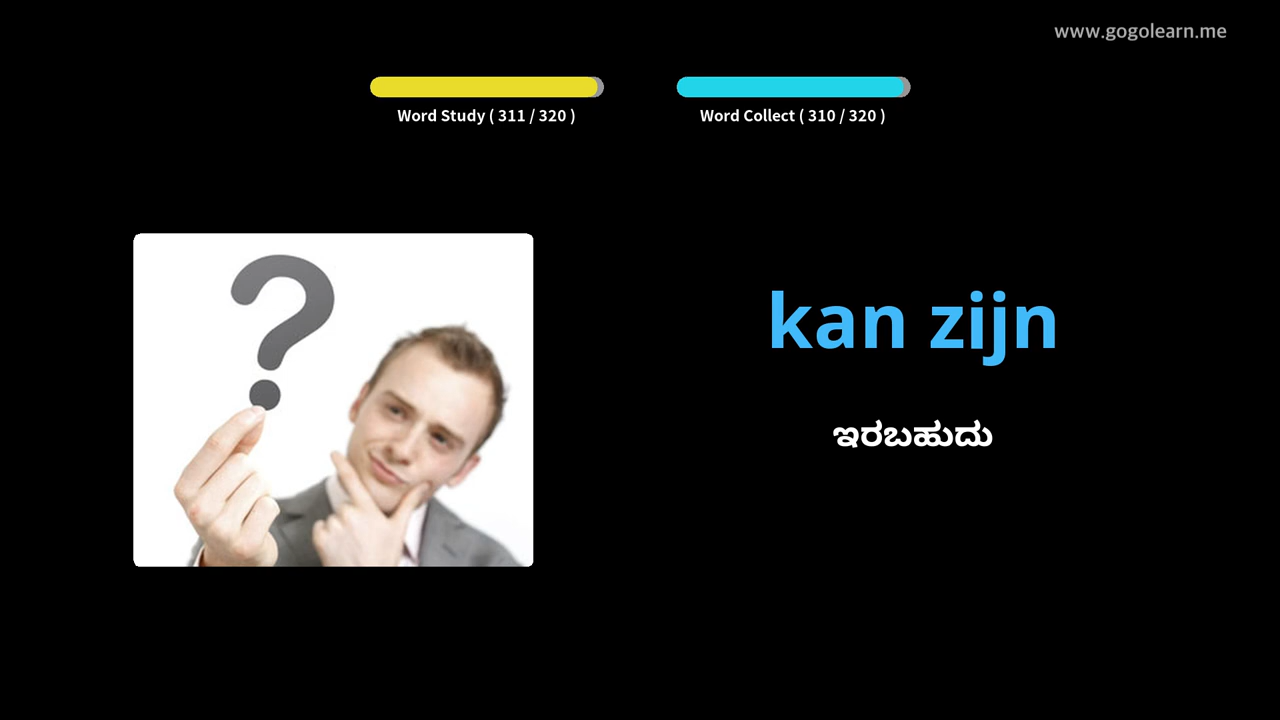 www.gogolearn.me
Word Study ( 311 / 320 )
Word Collect ( 310 / 320 )
kan zijn
ಇರಬಹುದು